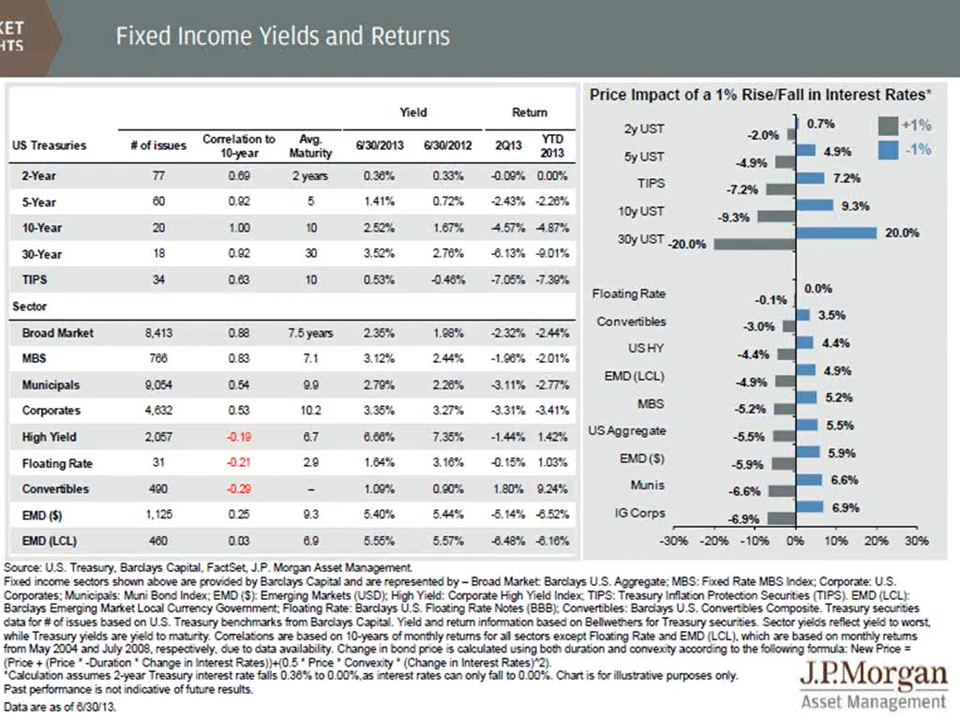 KET
HTS
Fixed Income Yields and Returns
Yield Return
US Treasuries # of issues Correlation to 10-year Avg. Maturity 6/30/2013 6/30/2012 2Q13 YTD 2013
2-Year 77 0.69 2 years 0.36% 0.33% -0.09% 0.00%
5-Year 60 0.92 5 1.41% 0.72% -2.43% -2.26%
10-Year 20 1.00 10 2.52% 1.67% -4.57% -4.87%
30-Year 18 0.92 30 3.52% 2.76% -6.13% -9.01%
TIPS 34 0.63 10 0.53% -0.46% -7.05% -7.39%
Sector
Broad Market 8,413 0.88 7.5 years 2.35% 1.98% -2.32% -2.44%
MBS 766 0.83 7.1 3.12% 2.44% -1.96% -2.01%
Municipals 9,054 0.54 9.9 2.79% 2.26% -3.11% -2.77%
Corporates 4,632 0.53 10.2 3.35% 3.27% -3.31% -3.41%
High Yield 2,057 -0.19 6.7 6.66% 7.35% -1.44% 1.42%
Floating Rate 31 -0.21 2.9 1.64% 3.16% -0.15% 1.03%
Convertibles 490 -0.29 – 1.09% 0.90% 1.80% 9.24%
EMD ($) 1,125 0.25 9.3 5.40% 5.44% -5.14% -6.52%
EMD (LCL) 460 0.03 6.9 5.55% 5.57% -6.48% -6.16%
Price Impact of a 1% Rise/Fall in Interest Rates*
+1%
-1%
2y UST -2.0% 0.7%
5y UST -4.9% 4.9%
TIPS -7.2% 7.2%
10y UST -9.3% 9.3%
30y UST -20.0% 20.0%
Floating Rate -0.1% 0.0%
Convertibles -3.0% 3.5%
US HY -4.4% 4.4%
EMD (LCL) -4.9% 4.9%
MBS -5.2% 5.2%
US Aggregate -5.5% 5.5%
EMD ($) -5.9% 5.9%
Munis -6.6% 6.6%
IG Corps -6.9% 6.9%
-30% -20% -10% 0% 10% 20% 30%
Source: U.S. Treasury, Barclays Capital, FactSet, J.P. Morgan Asset Management.
Fixed income sectors shown above are provided by Barclays Capital and are represented by – Broad Market: Barclays U.S. Aggregate; MBS: Fixed Rate MBS Index; Corporate: U.S.
Corporates; Municipals: Muni Bond Index; EMD ($): Emerging Markets (USD); High Yield: Corporate High Yield Index; TIPS: Treasury Inflation Protection Securities (TIPS). EMD (LCL):
Barclays Emerging Market Local Currency Government; Floating Rate: Barclays U.S. Floating Rate Notes (BBB); Convertibles: Barclays U.S. Convertibles Composite. Treasury securities
data for # of issues based on U.S. Treasury benchmarks from Barclays Capital. Yield and return information based on Bellwethers for Treasury securities. Sector yields reflect yield to worst,
while Treasury yields are yield to maturity. Correlations are based on 10-years of monthly returns for all sectors except Floating Rate and EMD (LCL), which are based on monthly returns
from May 2004 and July 2008, respectively, due to data availability. Change in bond price is calculated using both duration and convexity according to the following formula: New Price =
(Price + (Price * -Duration * Change in Interest Rates))+(0.5 * Price * Convexity * (Change in Interest Rates)^2).
*Calculation assumes 2-year Treasury interest rate falls 0.36% to 0.00%,as interest rates can only fall to 0.00%. Chart is for illustrative purposes only.
Past performance is not indicative of future results.
Data are as of 6/30/13.
J.P.Morgan
Asset Management